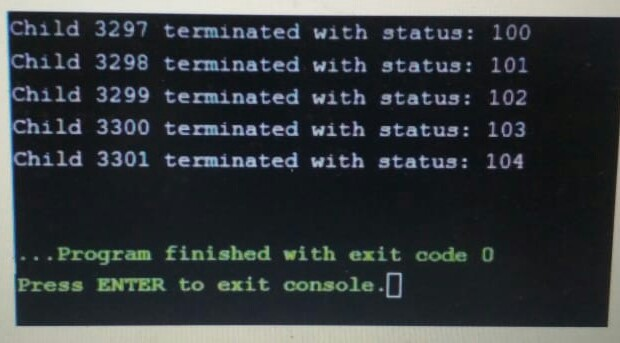 Child 3297 terminated with status: 100
Child 3298 terminated with status: 101
Child 3299 terminated with status: 102
Child 3300 terminated with status: 103
Child 3301 terminated with status: 104
...Program finished with exit code 0
Press ENTER to exit console.